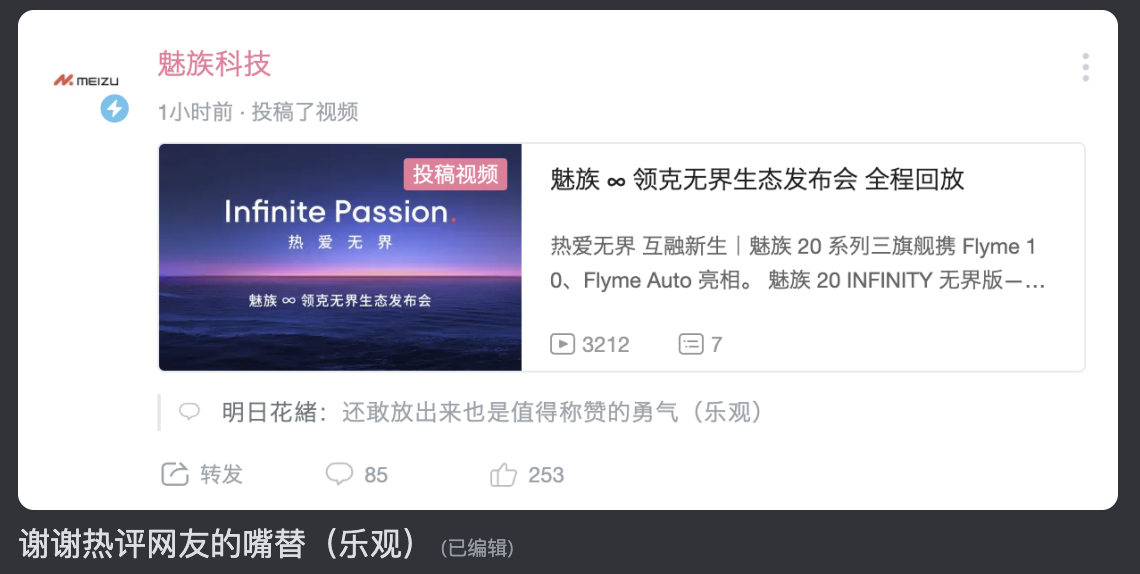 MEIZU
魅族科技
1小时前 · 投稿了视频
投稿视频
Infinite Passion.
热爱无界
魅族 ∞ 领克无界生态发布会
魅族 ∞ 领克无界生态发布会 全程回放
热爱无界 互融新生｜魅族 20 系列三旗舰携 Flyme 1
0、Flyme Auto 亮相。 魅族 20 INFINITY 无界版—…
3212 7
明日花緒：还敢放出来也是值得称赞的勇气（乐观）
转发 85 253
谢谢热评网友的嘴替（乐观）（已编辑）